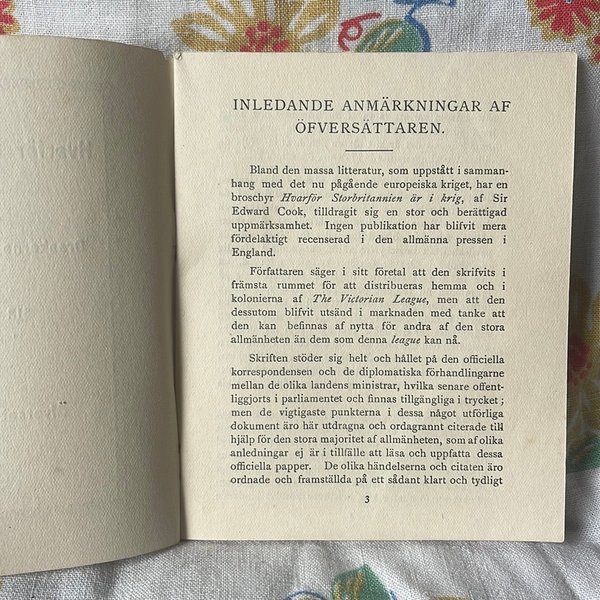 INLEDANDE ANMÄRKNINGAR AF
ÖFVERSÄTTAREN.
Bland den massa litteratur, som uppstått i samman-
hang med det nu pågående europeiska kriget, har en
broschyr Hvarför Storbritannien är i krig, af Sir
Edward Cook, tilldragit sig en stor och berättigad
uppmärksamhet. Ingen publikation har blifvit mera
fördelaktigt recenserad i den allmänna pressen i
England.
Författaren säger i sitt företal att den skrifvits i
främsta rummet för att distribueras hemma och i
kolonierna af The Victorian League, men att den
dessutom blifvit utsänd i marknaden med tanke att
den kan befinnas af nytta för andra af den stora
allmänheten än dem som denna league kan nå.
Skriften stöder sig helt och hållet på den officiella
korrespondensen och de diplomatiska förhandlingarne
mellan de olika landens ministrar, hvilka senare offent-
liggjorts i parliamentet och finnas tillgängliga i trycket ;
men de vigtigaste punkterna i dessa något utförliga
dokument äro här utdragna och ordagrannt citerade till
hjälp för den stora majoritet af allmänheten, som af olika
anledningar ej är i tillfälle att läsa och uppfatta dessa
officiella papper. De olika händelserna och citaten äro
ordnade och framställda på ett sådant klart och tydligt
3